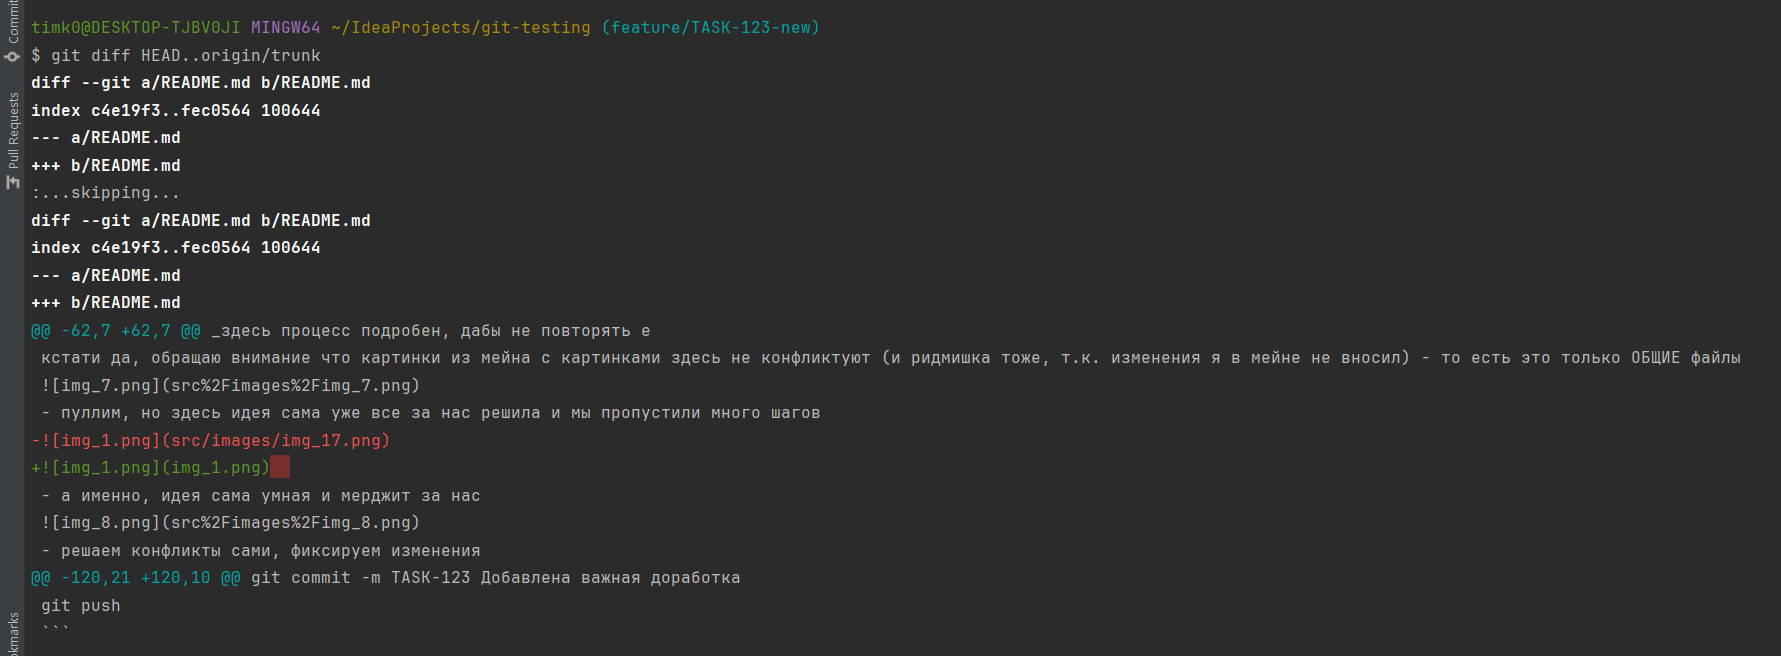 Commit
Pull Requests
timk0@DESKTOP-TJBV0JI MINGW64 ~/IdeaProjects/git-testing (feature/TASK-123-new)
$ git diff HEAD..origin/trunk
diff --git a/README.md b/README.md
index c4e19f3..fec0564 100644
--- a/README.md
+++ b/README.md
:...skipping...
diff --git a/README.md b/README.md
index c4e19f3..fec0564 100644
--- a/README.md
+++ b/README.md
@@ -62,7 +62,7 @@ _здесь процесс подробен, дабы не повторять е
 кстати да, обращаю внимание что картинки из мейна с картинками здесь не конфликтуют (и ридмишка тоже, т.к. изменения я в мейне не вносил) - то есть это только ОБЩИЕ файлы
 ![img_7.png](src%2Fimages%2Fimg_7.png)
 - пуллим, но здесь идея сама уже все за нас решила и мы пропустили много шагов
-![img_1.png](src/images/img_17.png)
+![img_1.png](img_1.png)
 - а именно, идея сама умная и мерджит за нас
 ![img_8.png](src%2Fimages%2Fimg_8.png)
 - решаем конфликты сами, фиксируем изменения
@@ -120,21 +120,10 @@ git commit -m TASK-123 Добавлена важная доработка
 git push
 ```
okmarks